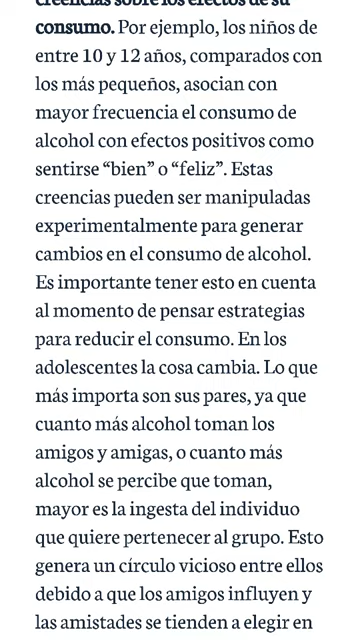 creencias sobre los efectos de su
consumo. Por ejemplo, los niños de
entre 10 y 12 años, comparados con
los más pequeños, asocian con
mayor frecuencia el consumo de
alcohol con efectos positivos como
sentirse “bien” o “feliz”. Estas
creencias pueden ser manipuladas
experimentalmente para generar
cambios en el consumo de alcohol.
Es importante tener esto en cuenta
al momento de pensar estrategias
para reducir el consumo. En los
adolescentes la cosa cambia. Lo que
más importa son sus pares, ya que
cuanto más alcohol toman los
amigos y amigas, o cuanto más
alcohol se percibe que toman,
mayor es la ingesta del individuo
que quiere pertenecer al grupo. Esto
genera un círculo vicioso entre ellos
debido a que los amigos influyen y
las amistades se tienden a elegir en